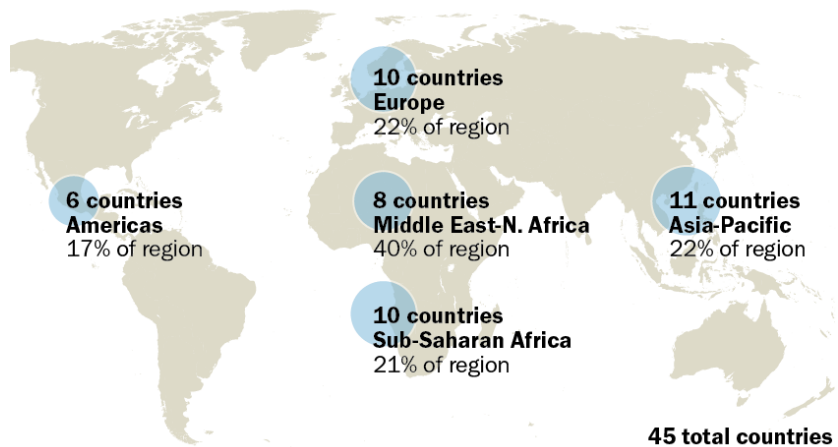 10 countries
Europe
22% of region
6 countries
Americas
17% of region
8 countries
Middle East-N. Africa
40% of region
11 countries
Asia-Pacific
22% of region
10 countries
Sub-Saharan Africa
21% of region
45 total countries